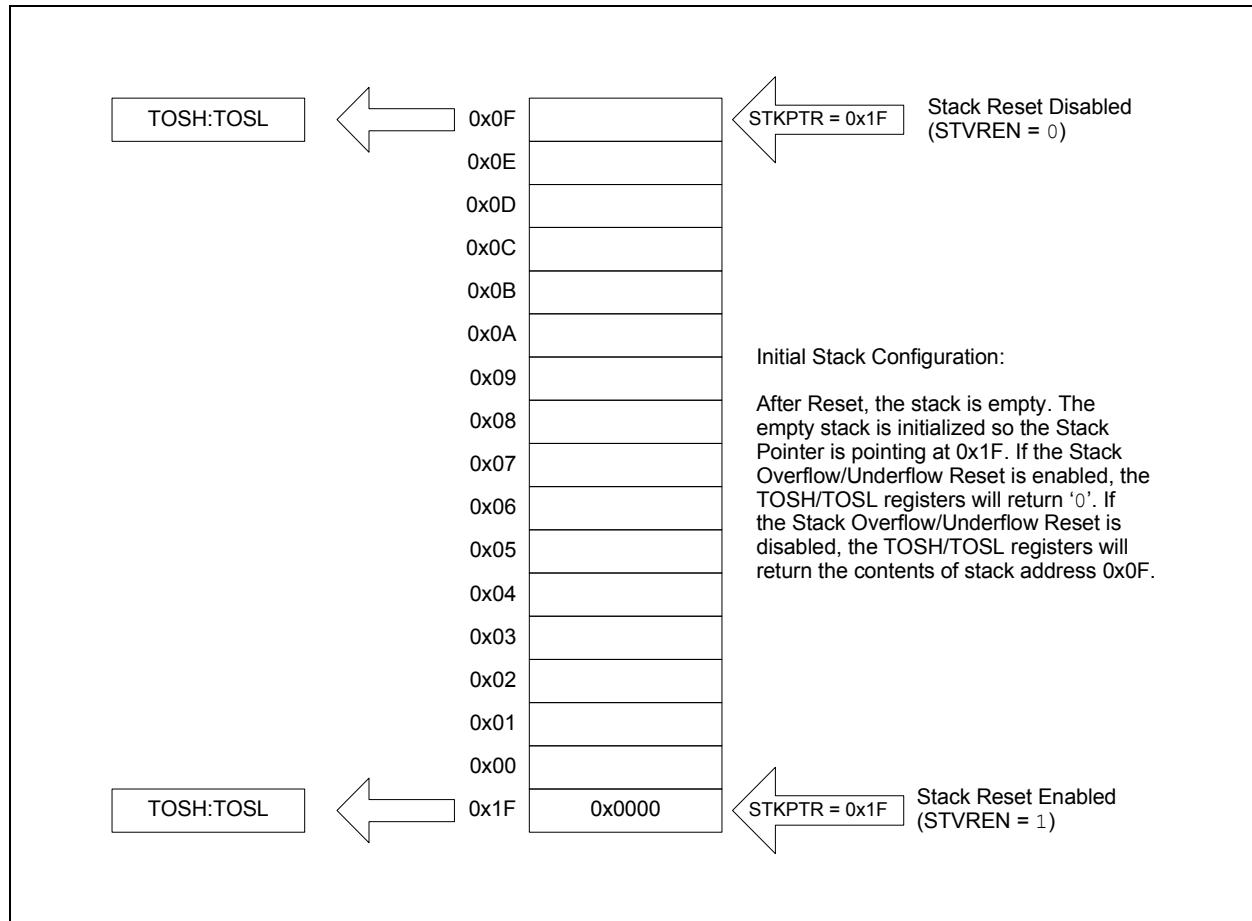 TOSH:TOSL
0x0F
STKPTR = 0x1F
Stack Reset Disabled
(STVREN = 0)
0x0E
0x0D
0x0C
0x0B
0x0A
0x09
0x08
0x07
0x06
0x05
0x04
0x03
0x02
0x01
0x00
Initial Stack Configuration:
After Reset, the stack is empty. The
empty stack is initialized so the Stack
Pointer is pointing at 0x1F. If the Stack
Overflow/Underflow Reset is enabled, the
TOSH/TOSL registers will return ‘0’. If
the Stack Overflow/Underflow Reset is
disabled, the TOSH/TOSL registers will
return the contents of stack address 0x0F.
TOSH:TOSL
0x1F
0x0000
STKPTR = 0x1F
Stack Reset Enabled
(STVREN = 1)